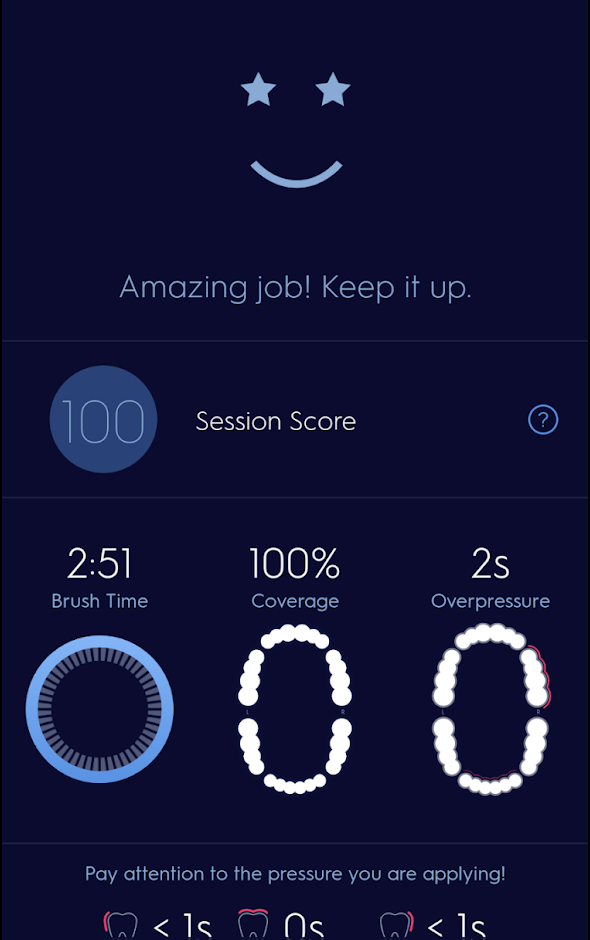 Amazing job! Keep it up.
100 Session Score ?
2:51 100% 2s
Brush Time Coverage Overpressure
L R L R
Pay attention to the pressure you are applying!
< 1s 0s < 1s